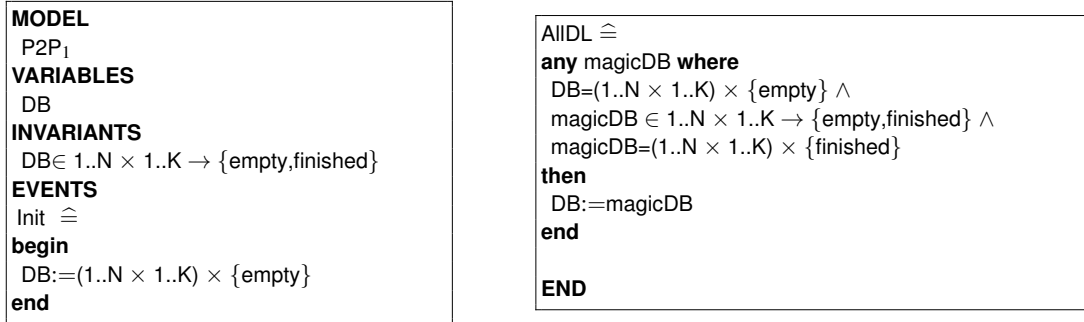 MODEL
P2P₁
VARIABLES
DB
INVARIANTS
DB∈ 1..N × 1..K → {empty,finished}
EVENTS
Init ≙
begin
DB:=(1..N × 1..K) × {empty}
end
AllDL ≙
any magicDB where
DB=(1..N × 1..K) × {empty} ∧
magicDB ∈ 1..N × 1..K → {empty,finished} ∧
magicDB=(1..N × 1..K) × {finished}
then
DB:=magicDB
end
END